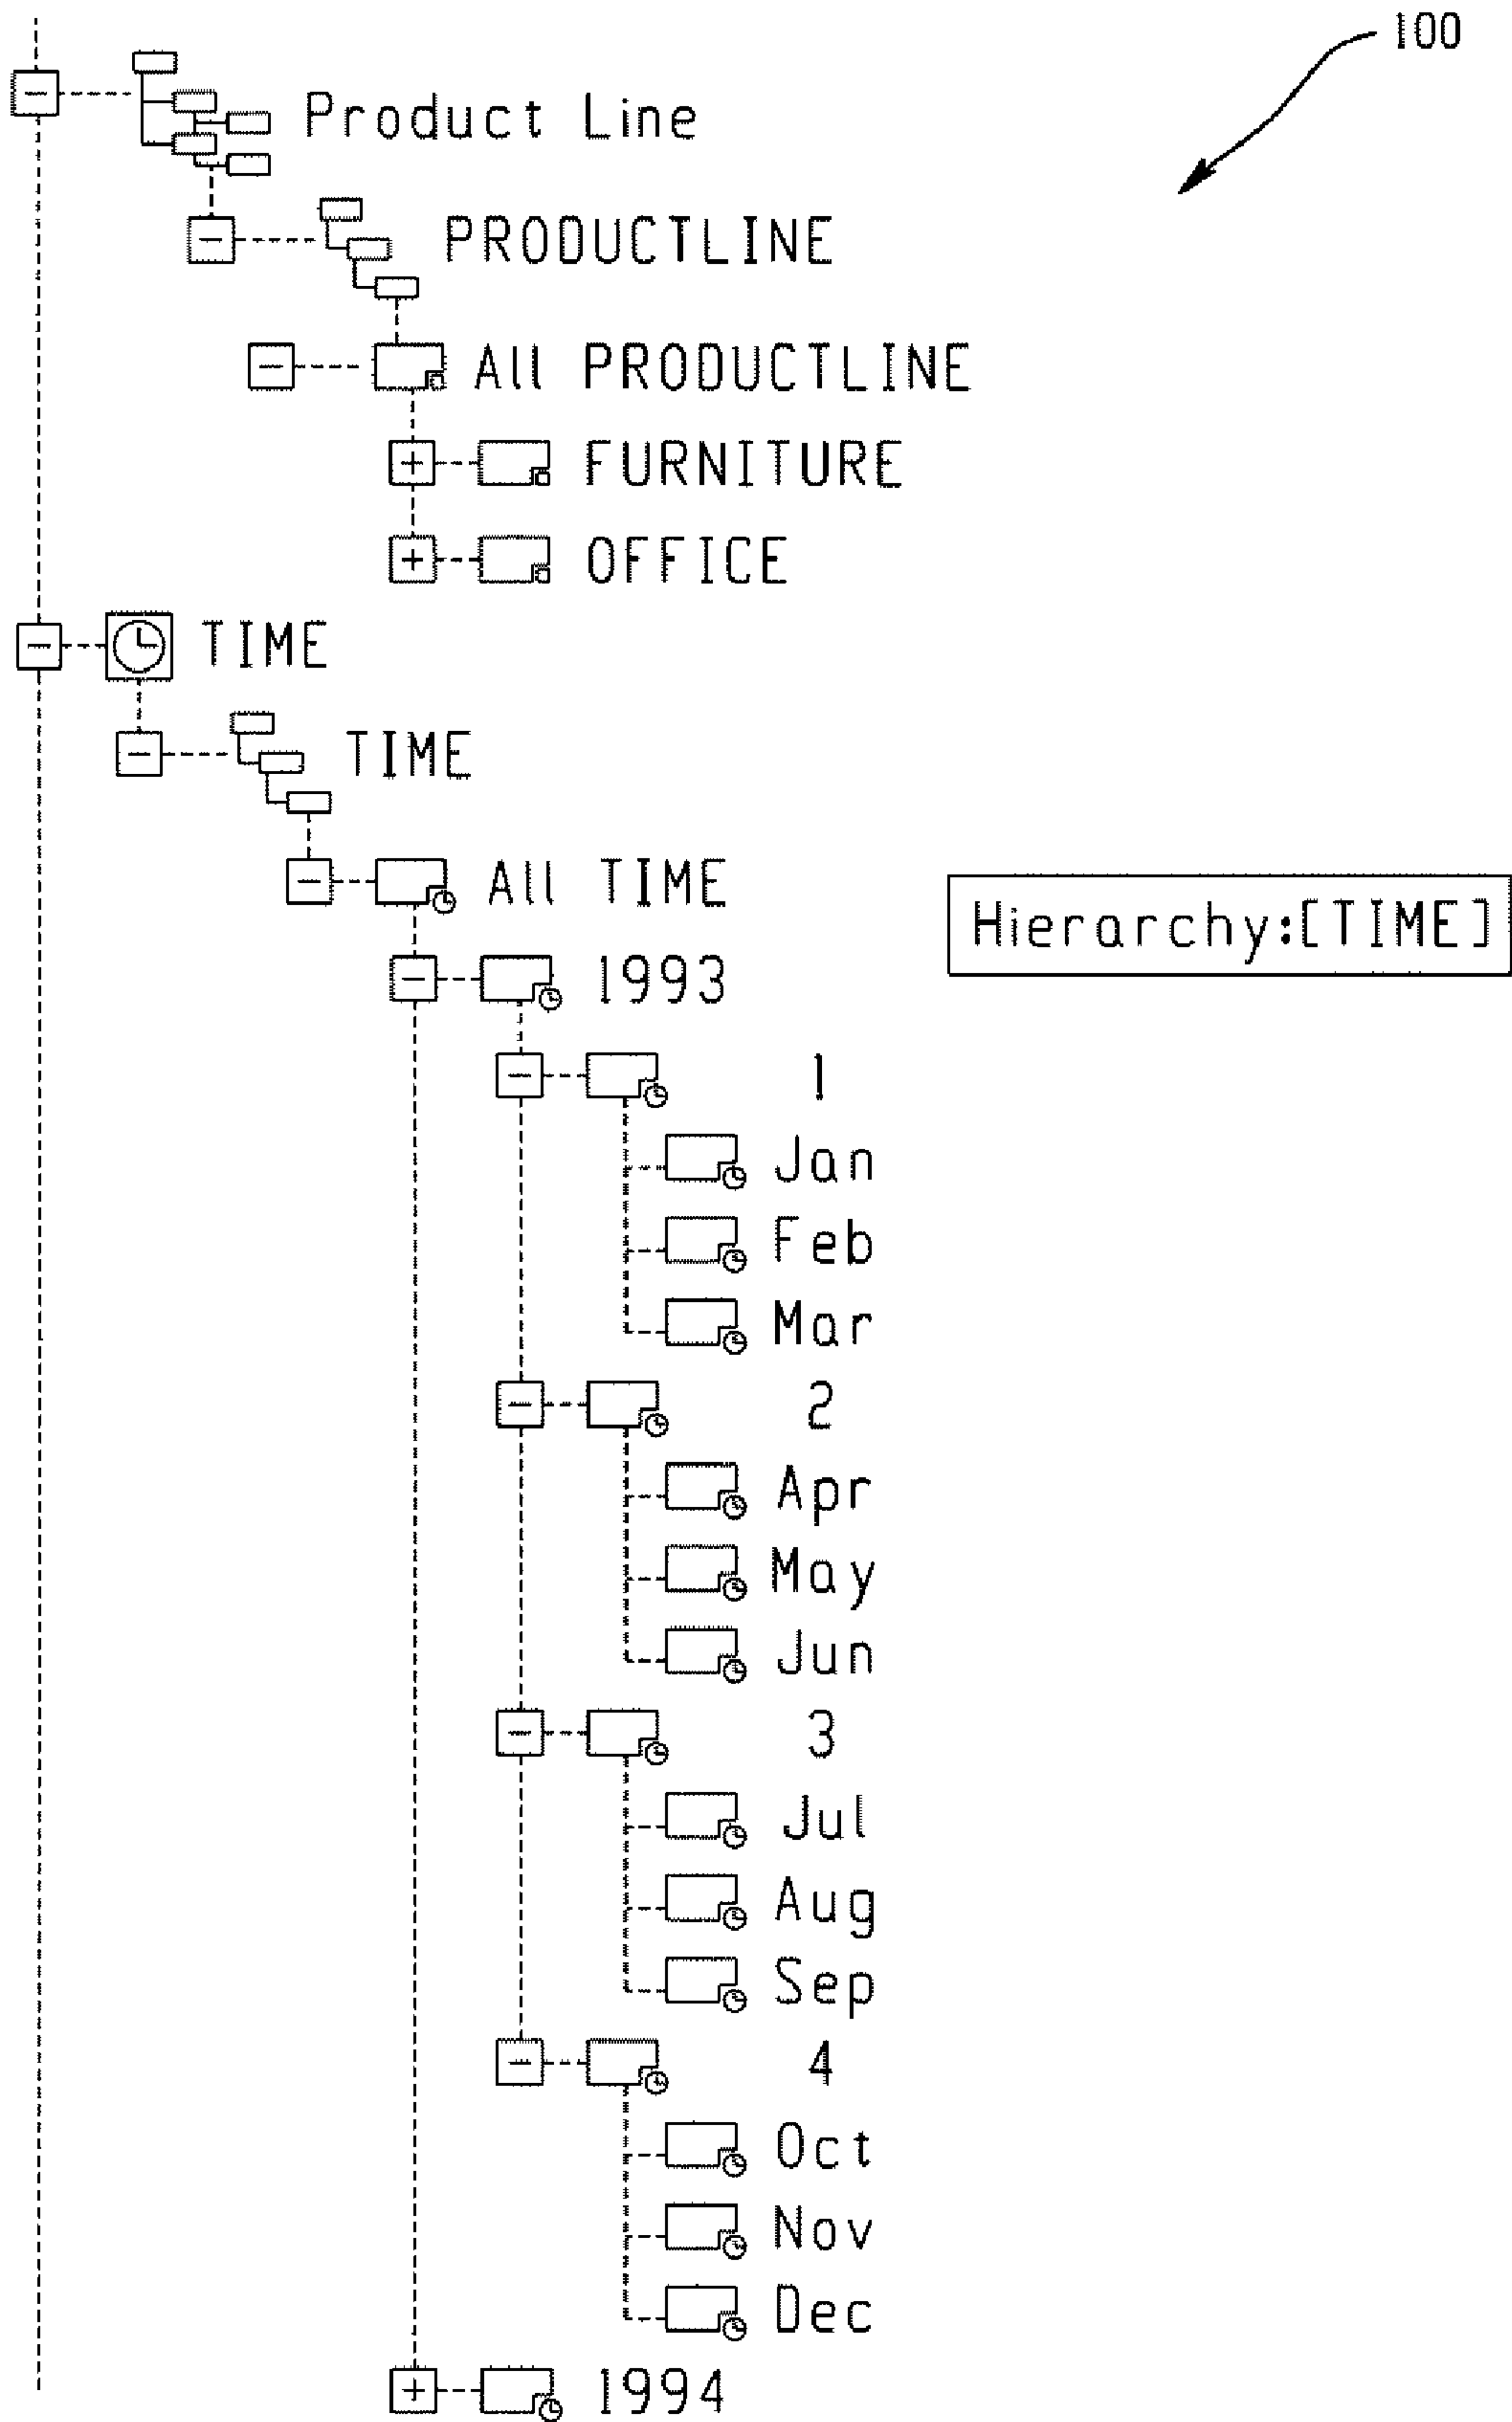 100
Product Line
PRODUCTLINE
All PRODUCTLINE
FURNITURE
OFFICE
TIME
TIME
All TIME
Hierarchy:[TIME]
1993
1
Jan
Feb
Mar
2
Apr
May
Jun
3
Jul
Aug
Sep
4
Oct
Nov
Dec
1994